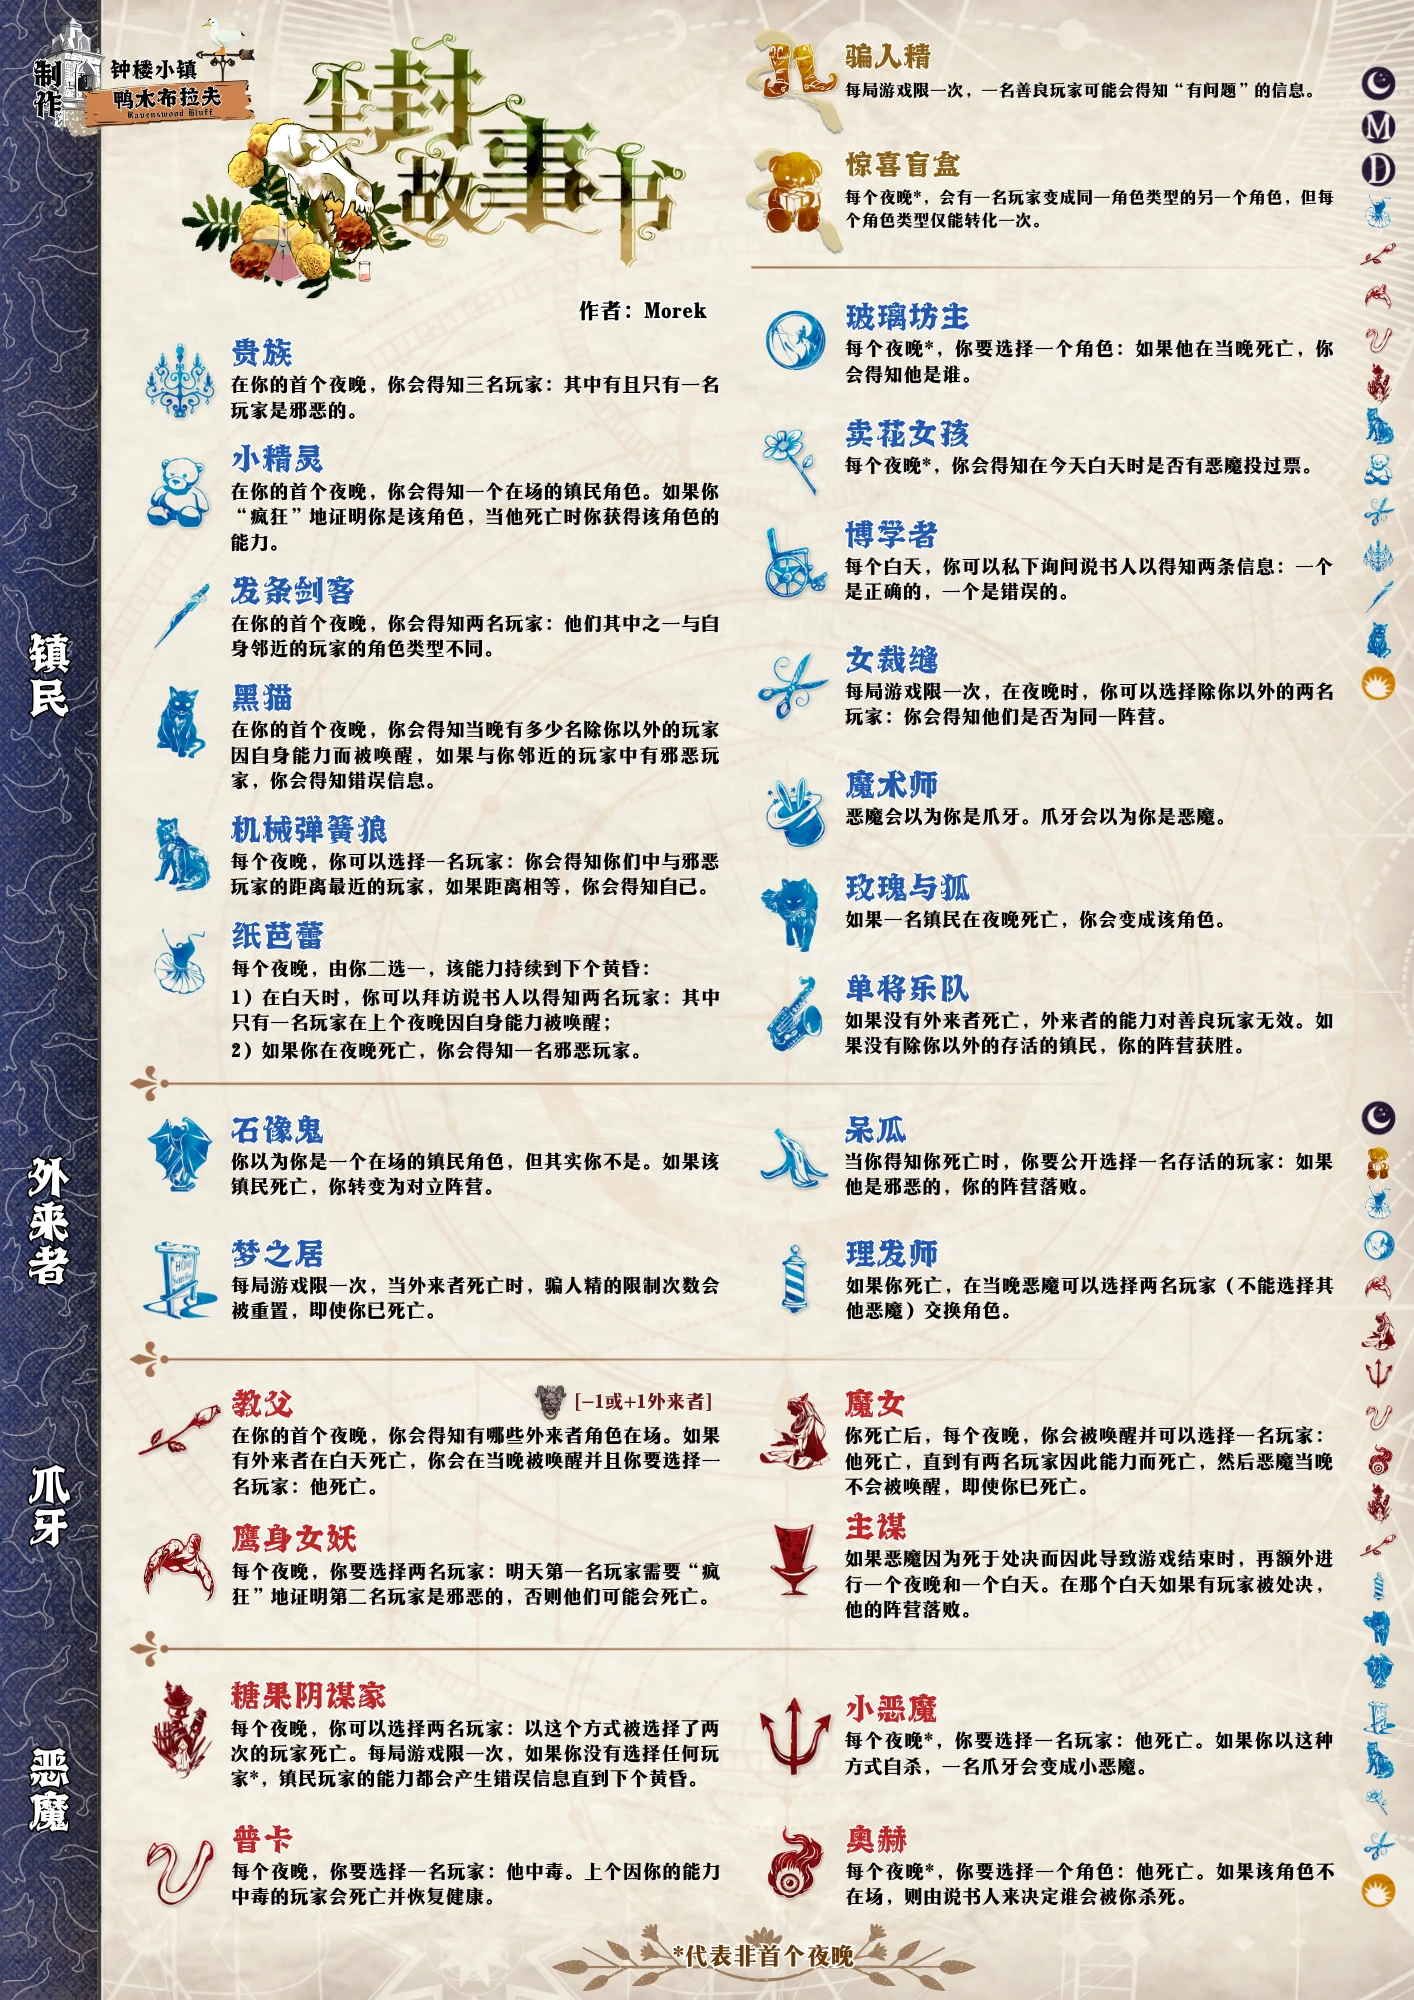 制作
钟楼小镇
鸭木布拉夫
Ravenswood Bluff
尘封
故事书
作者：Morek
骗人精
每局游戏限一次，一名善良玩家可能会得知“有问题”的信息。
惊喜盲盒
每个夜晚*，会有一名玩家变成同一角色类型的另一个角色，但每
个角色类型仅能转化一次。
镇民
贵族
在你的首个夜晚，你会得知三名玩家：其中有且只有一名
玩家是邪恶的。
小精灵
在你的首个夜晚，你会得知一个在场的镇民角色。如果你
“疯狂”地证明你是该角色，当他死亡时你获得该角色的
能力。
发条剑客
在你的首个夜晚，你会得知两名玩家：他们其中之一与自
身邻近的玩家的角色类型不同。
黑猫
在你的首个夜晚，你会得知当晚有多少名除你以外的玩家
因自身能力而被唤醒，如果与你邻近的玩家中有邪恶玩
家，你会得知错误信息。
机械弹簧狼
每个夜晚，你可以选择一名玩家：你会得知你们中与邪恶
玩家的距离最近的玩家，如果距离相等，你会得知自己。
纸芭蕾
每个夜晚，由你二选一，该能力持续到下个黄昏：
1）在白天时，你可以拜访说书人以得知两名玩家：其中
只有一名玩家在上个夜晚因自身能力被唤醒；
2）如果你在夜晚死亡，你会得知一名邪恶玩家。
玻璃坊主
每个夜晚*，你要选择一个角色：如果他在当晚死亡，你
会得知他是谁。
卖花女孩
每个夜晚*，你会得知在今天白天时是否有恶魔投过票。
博学者
每个白天，你可以私下询问说书人以得知两条信息：一个
是正确的，一个是错误的。
女裁缝
每局游戏限一次，在夜晚时，你可以选择除你以外的两名
玩家：你会得知他们是否为同一阵营。
魔术师
恶魔会以为你是爪牙。爪牙会以为你是恶魔。
玫瑰与狐
如果一名镇民在夜晚死亡，你会变成该角色。
单将乐队
如果没有外来者死亡，外来者的能力对善良玩家无效。如
果没有除你以外的存活的镇民，你的阵营获胜。
外来者
石像鬼
你以为你是一个在场的镇民角色，但其实你不是。如果该
镇民死亡，你转变为对立阵营。
梦之居
每局游戏限一次，当外来者死亡时，骗人精的限制次数会
被重置，即使你已死亡。
呆瓜
当你得知你死亡时，你要公开选择一名存活的玩家：如果
他是邪恶的，你的阵营落败。
理发师
如果你死亡，在当晚恶魔可以选择两名玩家（不能选择其
他恶魔）交换角色。
爪牙
教父
[−1或+1外来者]
在你的首个夜晚，你会得知有哪些外来者角色在场。如果
有外来者在白天死亡，你会在当晚被唤醒并且你要选择一
名玩家：他死亡。
鹰身女妖
每个夜晚，你要选择两名玩家：明天第一名玩家需要“疯
狂”地证明第二名玩家是邪恶的，否则他们可能会死亡。
魔女
你死亡后，每个夜晚，你会被唤醒并可以选择一名玩家：
他死亡，直到有两名玩家因此能力而死亡，然后恶魔当晚
不会被唤醒，即使你已死亡。
主谋
如果恶魔因为死于处决而因此导致游戏结束时，再额外进
行一个夜晚和一个白天。在那个白天如果有玩家被处决，
他的阵营落败。
恶魔
糖果阴谋家
每个夜晚，你可以选择两名玩家：以这个方式被选择了两
次的玩家死亡。每局游戏限一次，如果你没有选择任何玩
家*，镇民玩家的能力都会产生错误信息直到下个黄昏。
普卡
每个夜晚，你要选择一名玩家：他中毒。上个因你的能力
中毒的玩家会死亡并恢复健康。
小恶魔
每个夜晚*，你要选择一名玩家：他死亡。如果你以这种
方式自杀，一名爪牙会变成小恶魔。
奥赫
每个夜晚*，你要选择一个角色：他死亡。如果该角色不
在场，则由说书人来决定谁会被你杀死。
*代表非首个夜晚
M
D